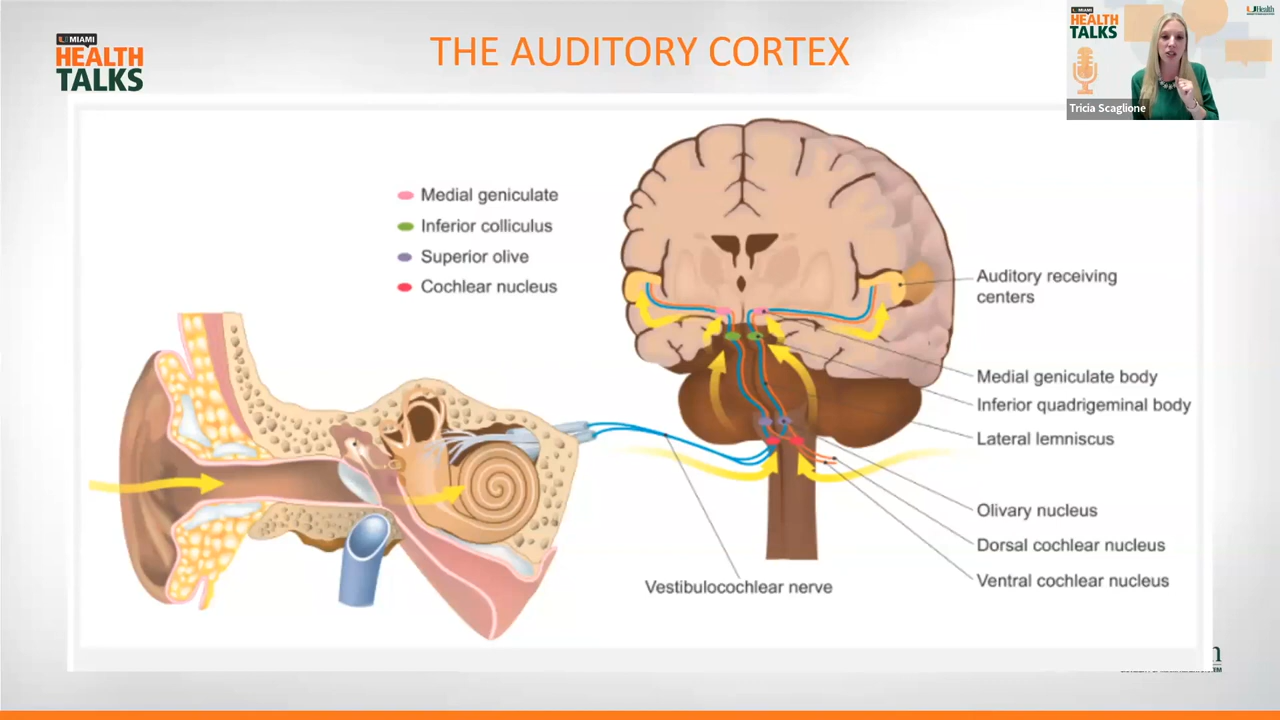 U MIAMI
HEALTH
TALKS
THE AUDITORY CORTEX
U MIAMI
HEALTH
TALKS
UHealth
Tricia Scaglione
Medial geniculate
Inferior colliculus
Superior olive
Cochlear nucleus
Auditory receiving
centers
Medial geniculate body
Inferior quadrigeminal body
Lateral lemniscus
Olivary nucleus
Dorsal cochlear nucleus
Ventral cochlear nucleus
Vestibulocochlear nerve